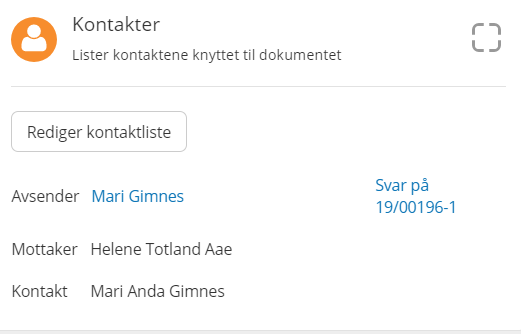 Kontakter
Lister kontaktene knyttet til dokumentet
Rediger kontaktliste
Avsender Mari Gimnes Svar på
19/00196-1
Mottaker Helene Totland Aae
Kontakt Mari Anda Gimnes